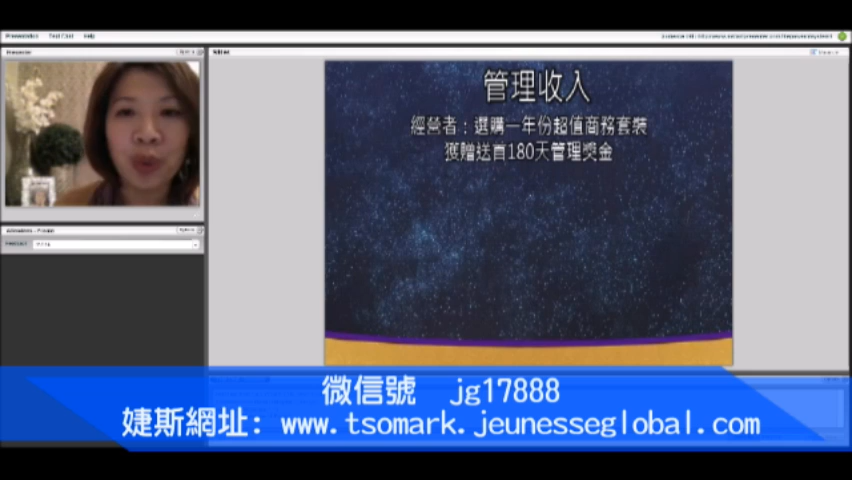 Help
管理收入
經營者：選購一年份超值商務套裝
獲贈送首180天管理獎金
微信號 jg17888
婕斯網址: www.tsomark.jeunesseglobal.com